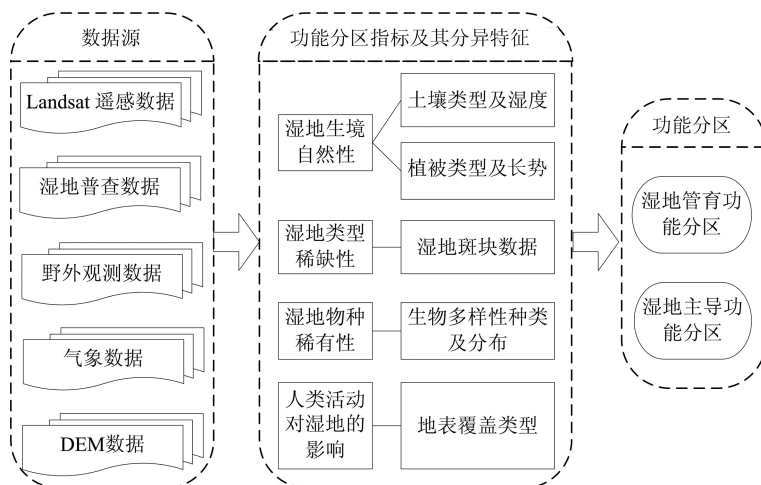 数据源
Landsat 遥感数据
湿地普查数据
野外观测数据
气象数据
DEM数据
功能分区指标及其分异特征
湿地生境
自然性
土壤类型及湿度
植被类型及长势
湿地类型
稀缺性
湿地斑块数据
湿地物种
稀有性
生物多样性种类
及分布
人类活动
对湿地的
影响
地表覆盖类型
功能分区
湿地管育功
能分区
湿地主导功
能分区